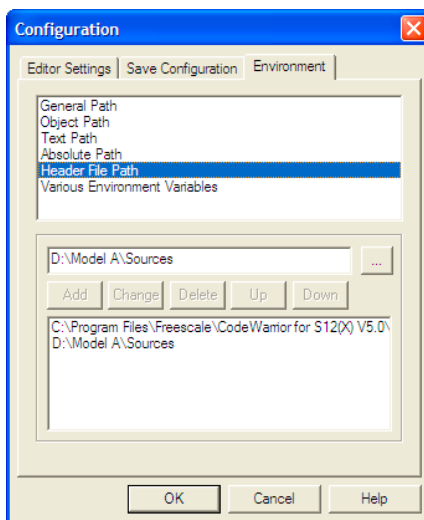 Configuration
Editor Settings Save Configuration Environment
General Path
Object Path
Text Path
Absolute Path
Header File Path
Various Environment Variables
D:\Model A\Sources ...
Add Change Delete Up Down
C:\Program Files\Freescale\CodeWarrior for S12(X) V5.0\
D:\Model A\Sources
OK Cancel Help